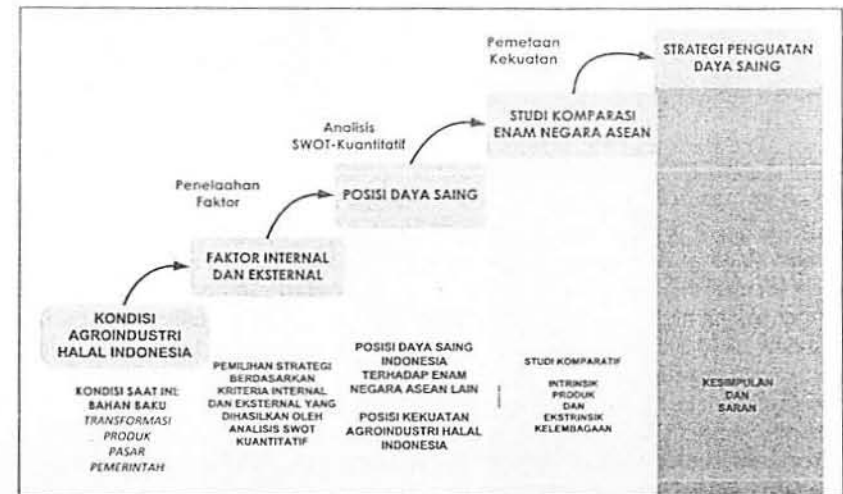 Pemetaan
Kekuatan
STRATEGI PENGUATAN
DAYA SAING
STUDI KOMPARASI
ENAM NEGARA ASEAN
Analisis
SWOT-Kuantitatif
POSISI DAYA SAING
Penelaahan
Faktor
FAKTOR INTERNAL
DAN EKSTERNAL
KONDISI
AGROINDUSTRI
HALAL INDONESIA
KONDISI SAAT INI:
BAHAN BAKU
TRANSFORMASI
PRODUK
PASAR
PEMERINTAH
PEMILIHAN STRATEGI
BERDASARKAN
KRITERIA INTERNAL
DAN EKSTERNAL YANG
DIHASILKAN OLEH
ANALISIS SWOT
KUANTITATIF
POSISI DAYA SAING
INDONESIA
TERHADAP ENAM
NEGARA ASEAN LAIN
POSISI KEKUATAN
AGROINDUSTRI HALAL
INDONESIA
STUDI KOMPARATIF
INTRINSIK
PRODUK
DAN
EKSTRINSIK
KELEMBAGAAN
KESIMPULAN
DAN
SARAN